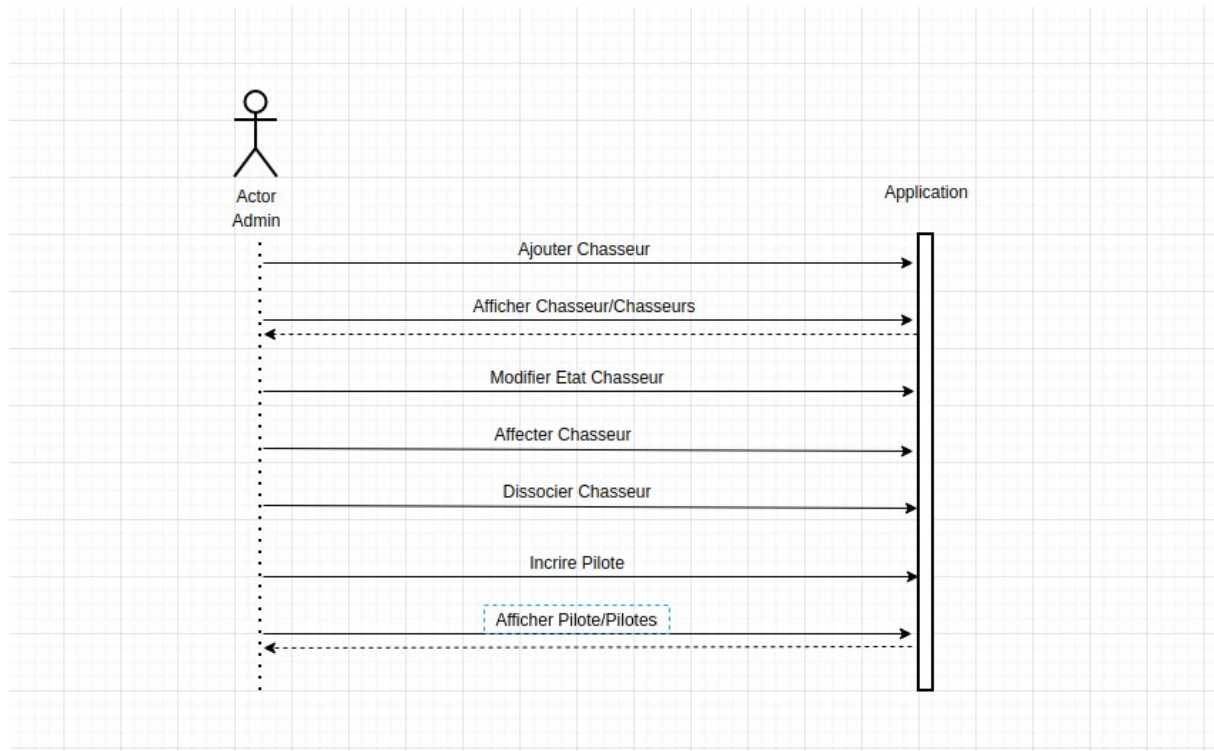 Actor
Admin
Application
Ajouter Chasseur
Afficher Chasseur/Chasseurs
Modifier Etat Chasseur
Affecter Chasseur
Dissocier Chasseur
Incrire Pilote
Afficher Pilote/Pilotes